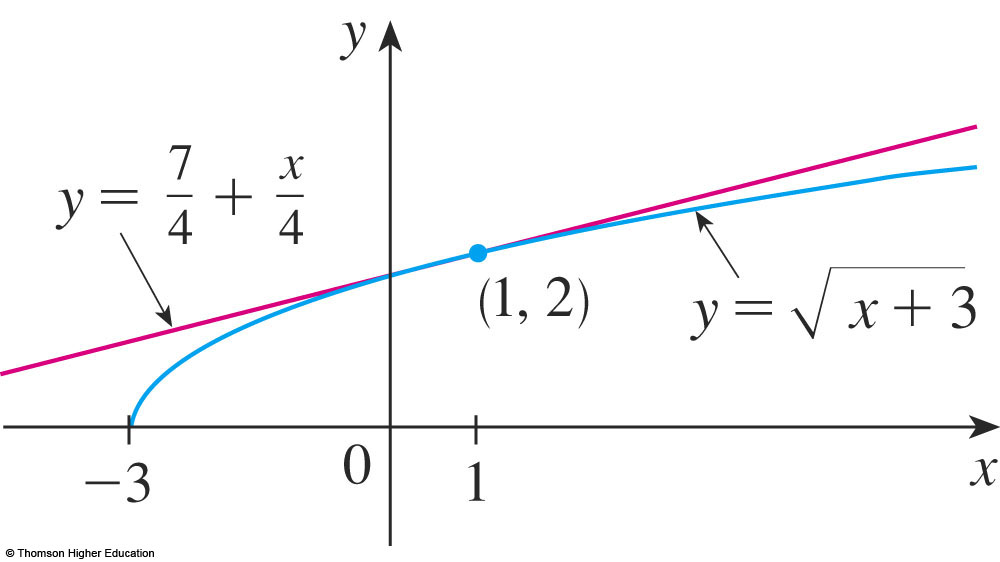 y
y = 7/4 + x/4
(1, 2)
y = √x + 3
−3
0
1
x
© Thomson Higher Education